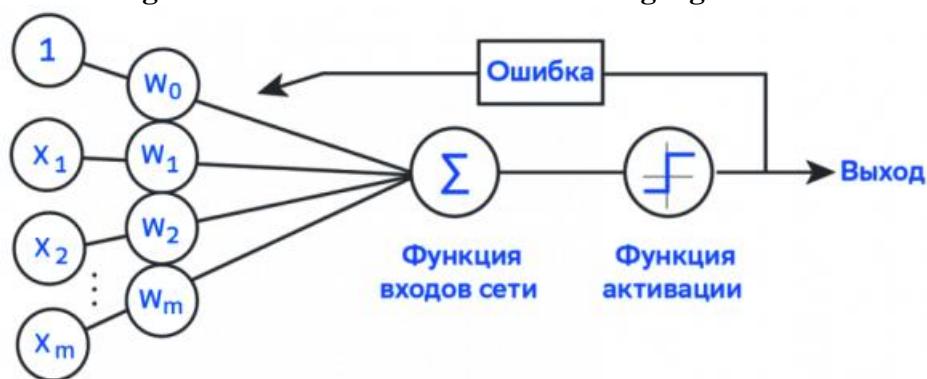 1
W0
Ошибка
X1
W1
Σ
Выход
X2
W2
Функция
входов сети
Функция
активации
Wm
Xm